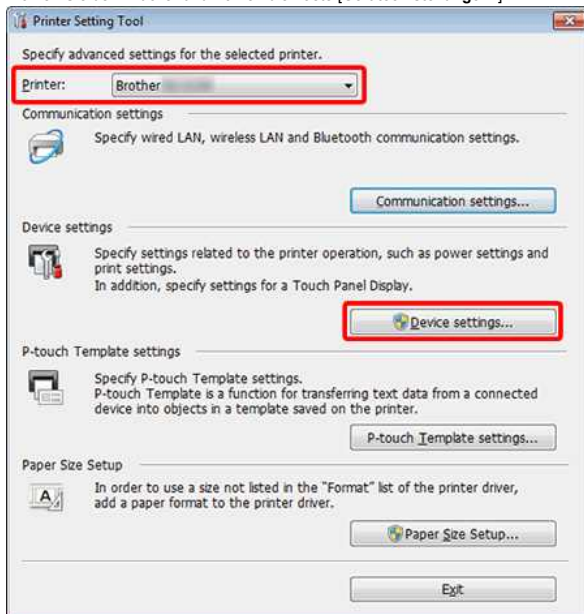 Printer Setting Tool
Specify advanced settings for the selected printer.
Printer: Brother
Communication settings
Specify wired LAN, wireless LAN and Bluetooth communication settings.
Communication settings...
Device settings
Specify settings related to the printer operation, such as power settings and
print settings.
In addition, specify settings for a Touch Panel Display.
Device settings...
P-touch Template settings
Specify P-touch Template settings.
P-touch Template is a function for transferring text data from a connected
device into objects in a template saved on the printer.
P-touch Template settings...
Paper Size Setup
In order to use a size not listed in the "Format" list of the printer driver,
add a paper format to the printer driver.
Paper Size Setup...
Exit